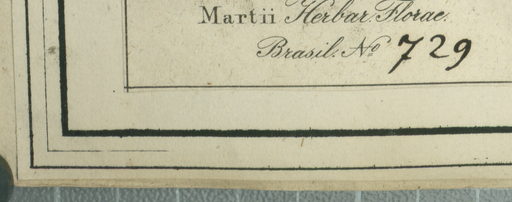 Martii Herbar. Florae.
Brasil. Nº 729